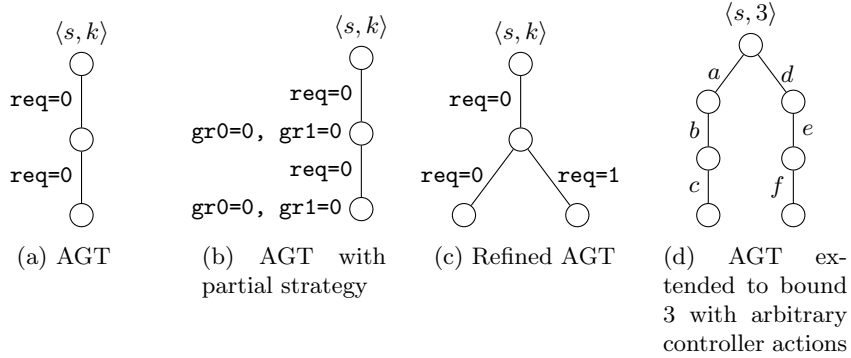 ⟨s, k⟩
req=0
req=0
(a) AGT
⟨s, k⟩
req=0
gr0=0, gr1=0
req=0
gr0=0, gr1=0
(b) AGT with
partial strategy
⟨s, k⟩
req=0
req=0 req=1
(c) Refined AGT
⟨s, 3⟩
a d
b e
c f
(d) AGT ex-
tended to bound
3 with arbitrary
controller actions